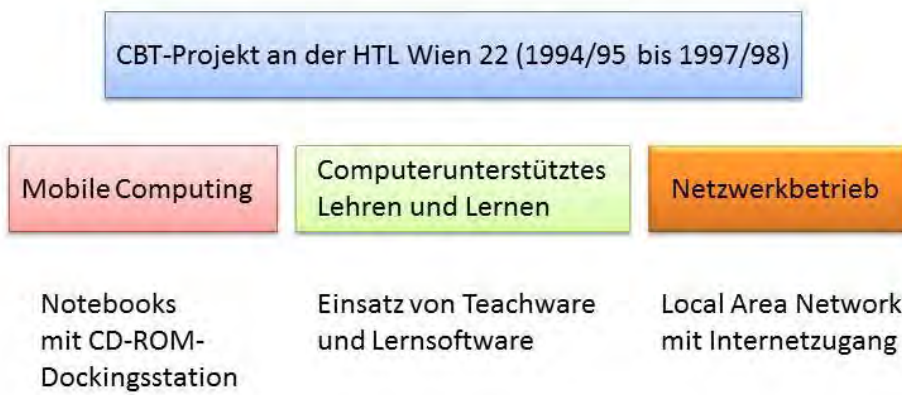 CBT-Projekt an der HTL Wien 22 (1994/95 bis 1997/98)
Mobile Computing
Computerunterstütztes
Lehren und Lernen
Netzwerkbetrieb
Notebooks
mit CD-ROM-
Dockingsstation
Einsatz von Teachware
und Lernsoftware
Local Area Network
mit Internetzugang